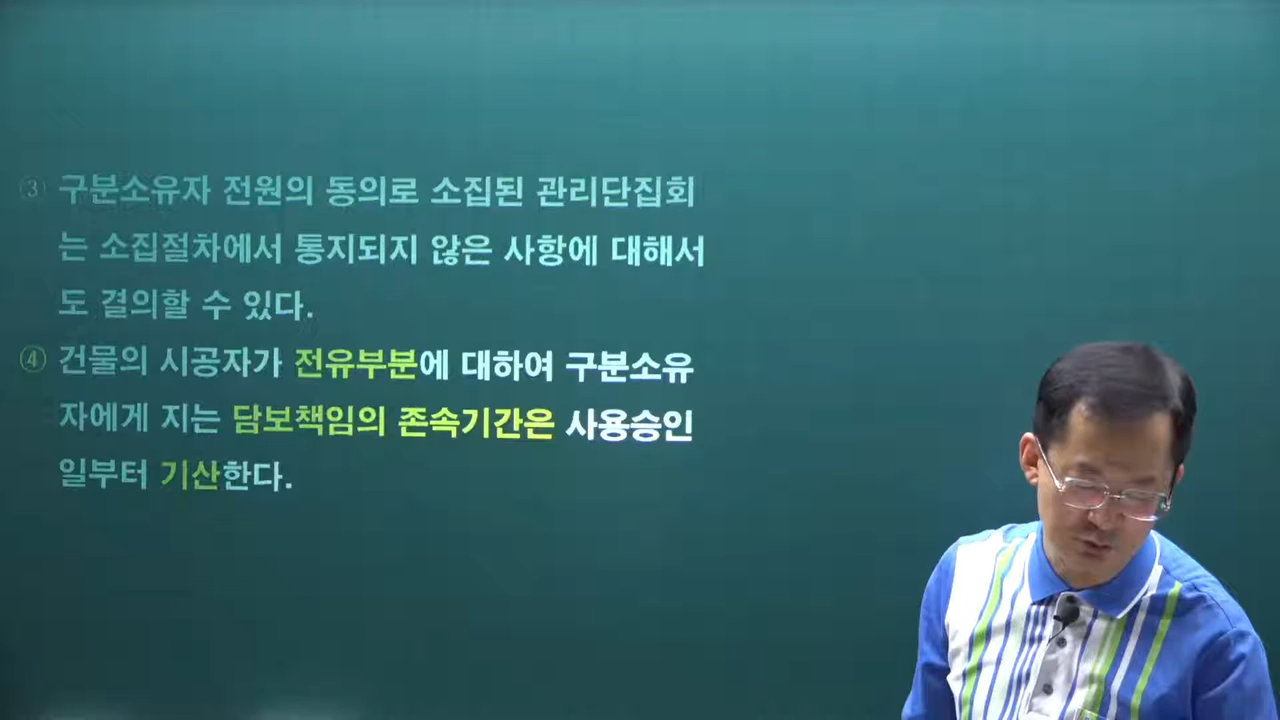 ③ 구분소유자 전원의 동의로 소집된 관리단집회
는 소집절차에서 통지되지 않은 사항에 대해서
도 결의할 수 있다.
④ 건물의 시공자가 전유부분에 대하여 구분소유
자에게 지는 담보책임의 존속기간은 사용승인
일부터 기산한다.